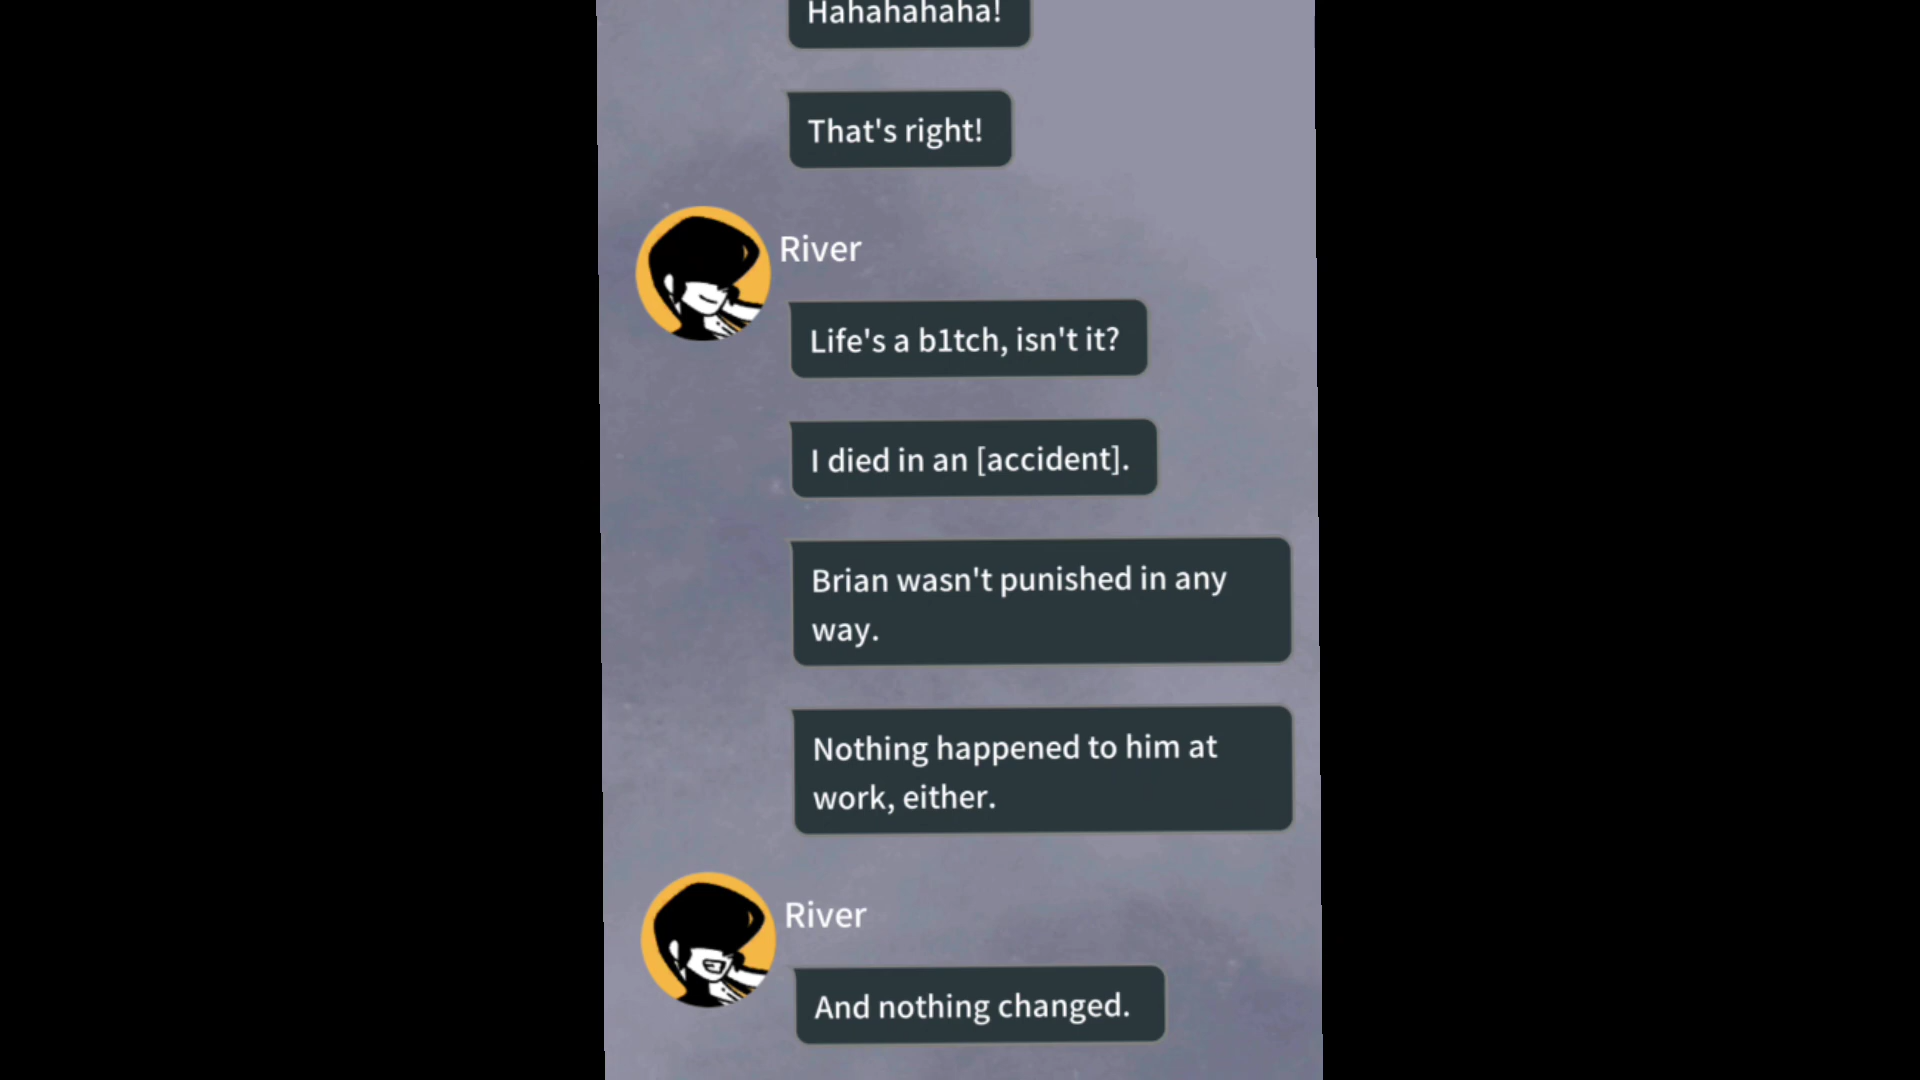 Hahahahaha!
That's right!
River
Life's a b1tch, isn't it?
I died in an [accident].
Brian wasn't punished in any
way.
Nothing happened to him at
work, either.
River
And nothing changed.